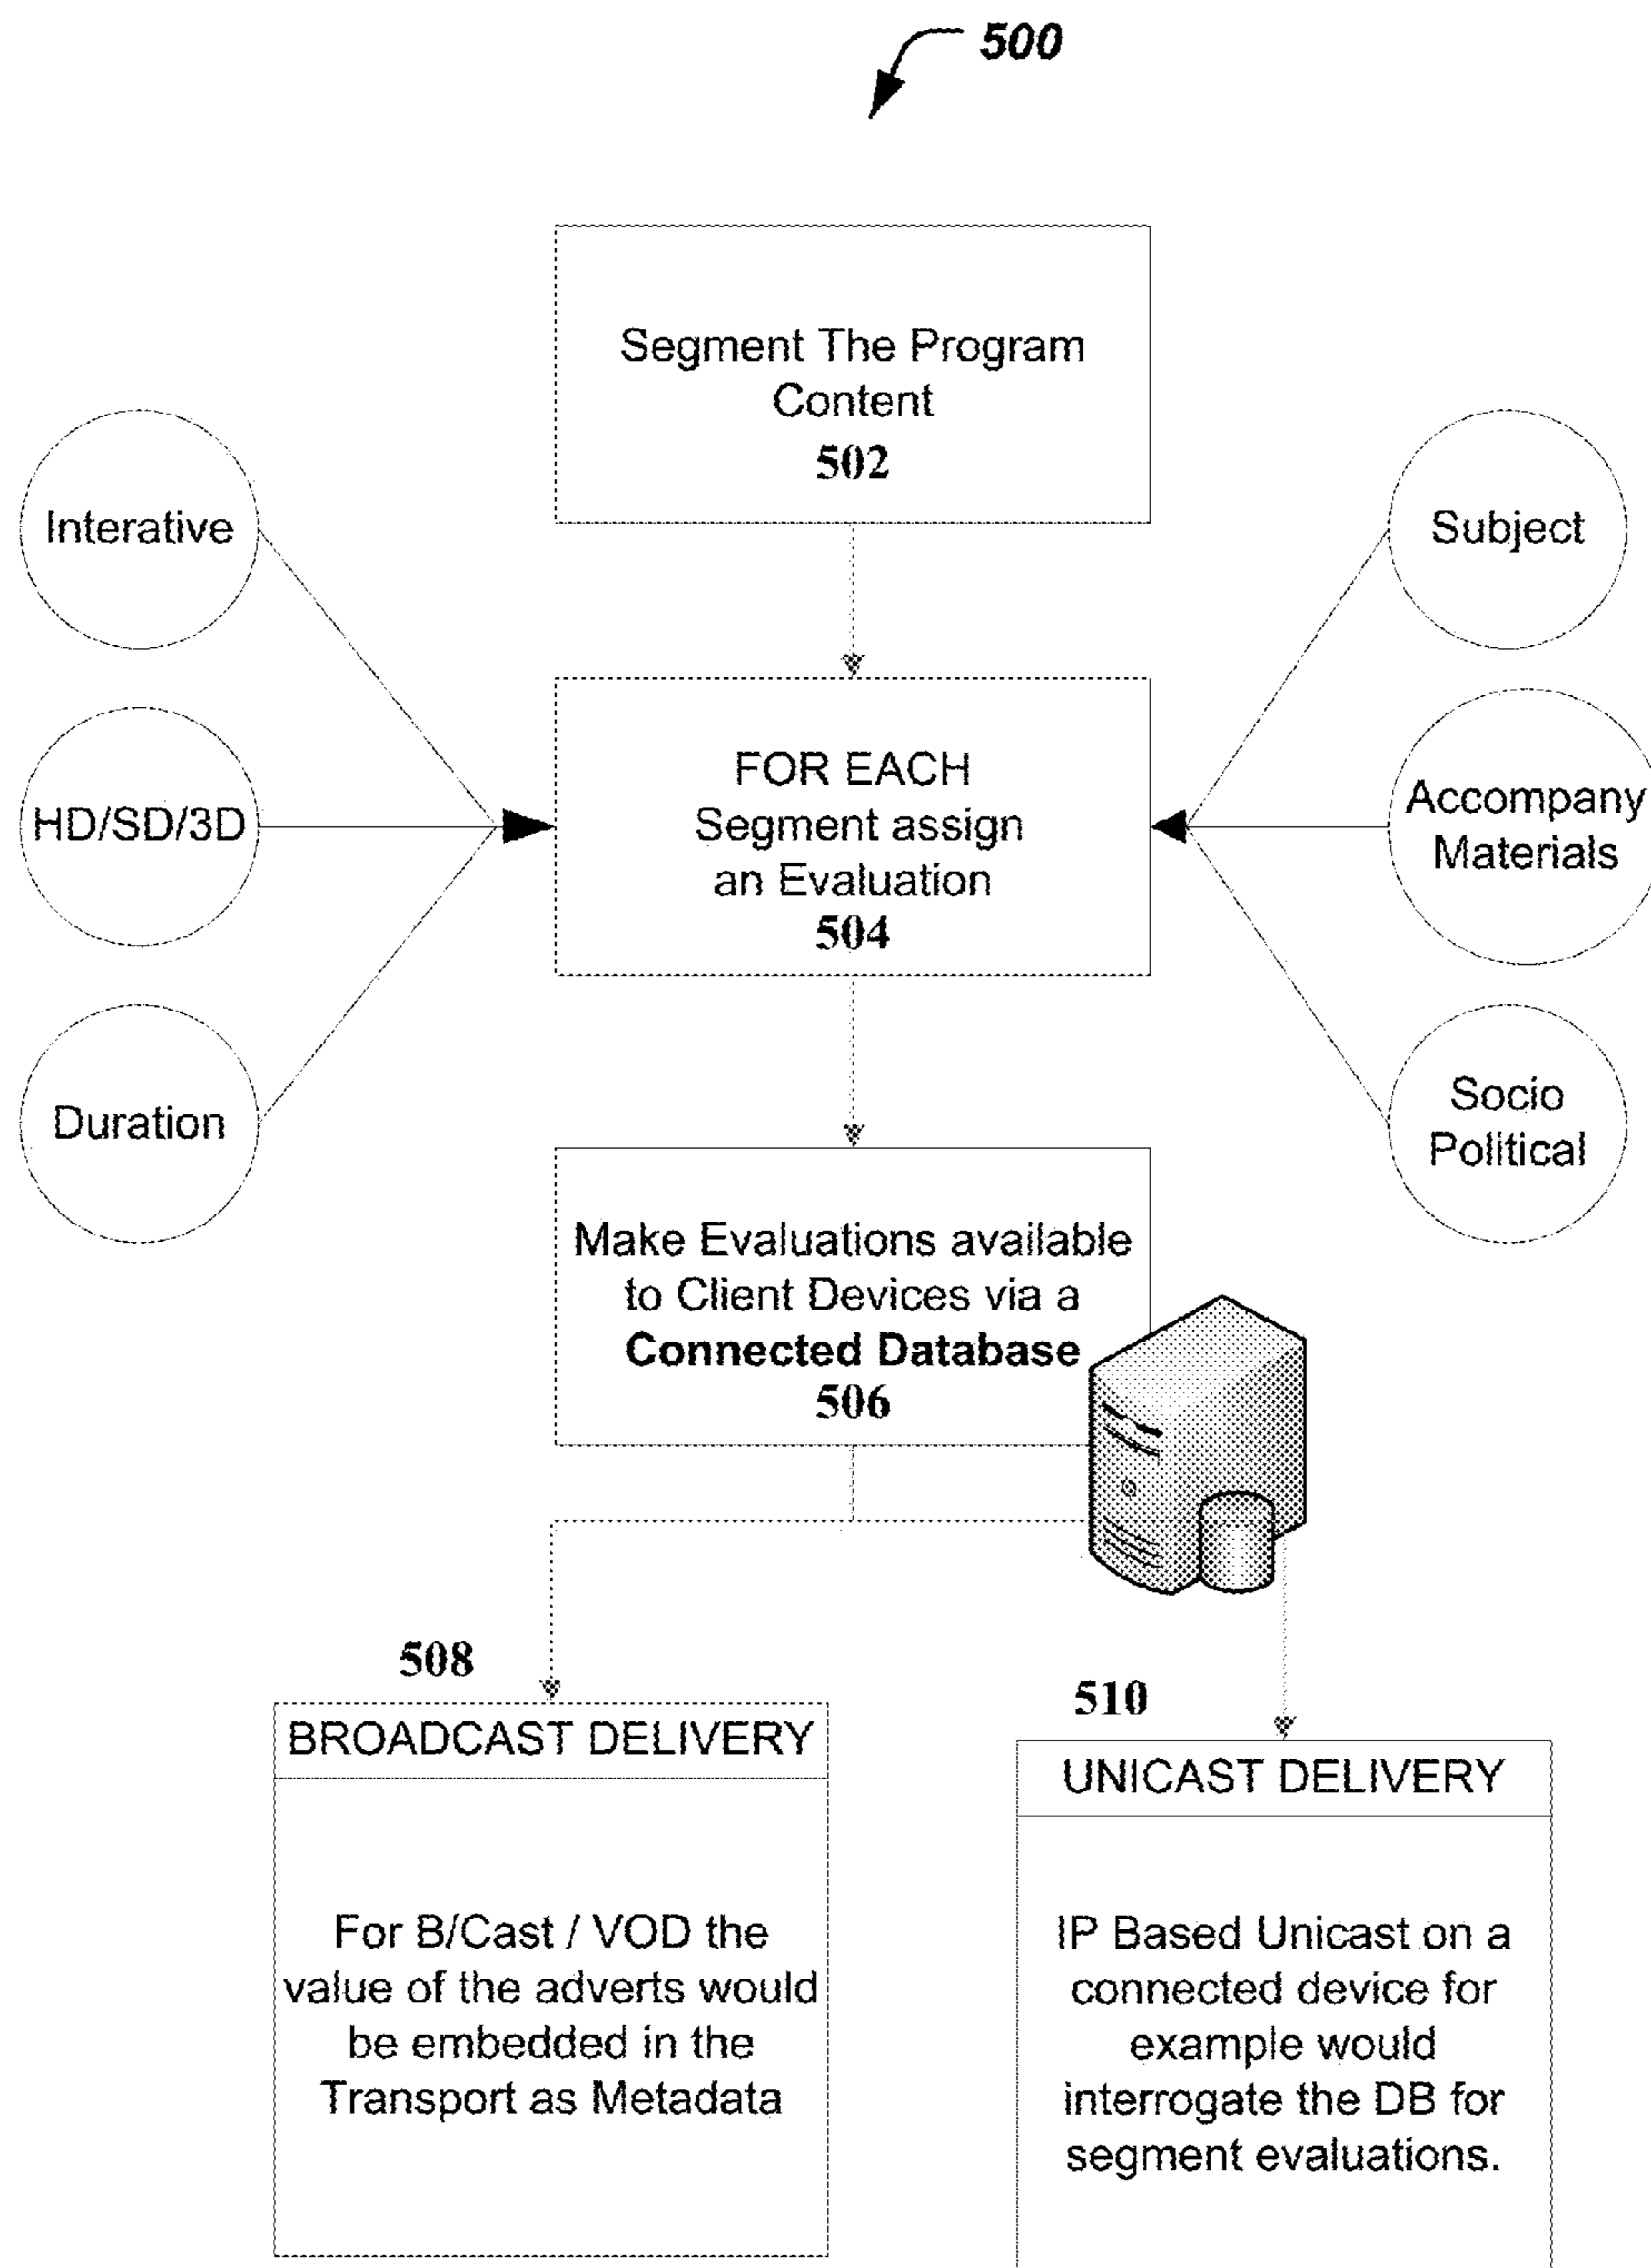 500
Segment The Program
Content
502
Interative
HD/SD/3D
Duration
Subject
Accompany
Materials
Socio
Political
FOR EACH
Segment assign
an Evaluation
504
Make Evaluations available
to Client Devices via a
Connected Database
506
508
BROADCAST DELIVERY
For B/Cast / VOD the
value of the adverts would
be embedded in the
Transport as Metadata
510
UNICAST DELIVERY
IP Based Unicast on a
connected device for
example would
interrogate the DB for
segment evaluations.